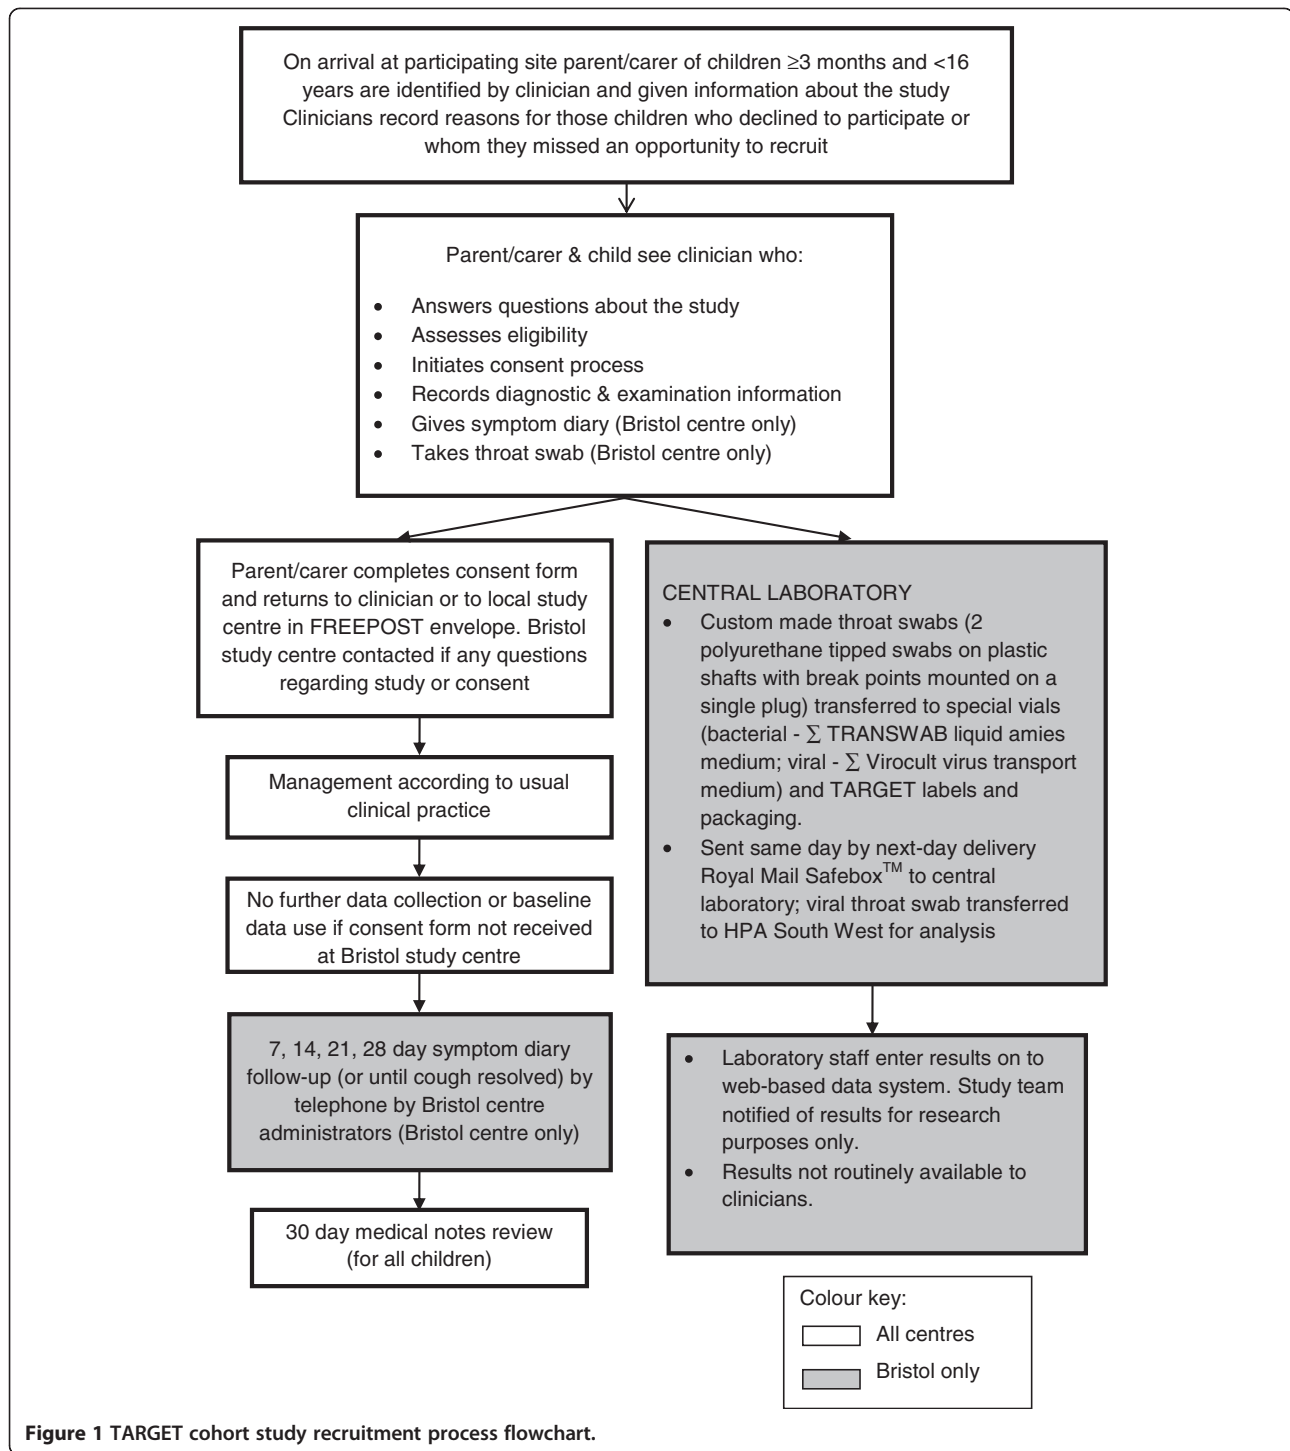 On arrival at participating site parent/carer of children ≥3 months and <16
years are identified by clinician and given information about the study
Clinicians record reasons for those children who declined to participate or
whom they missed an opportunity to recruit
Parent/carer & child see clinician who:
• Answers questions about the study
• Assesses eligibility
• Initiates consent process
• Records diagnostic & examination information
• Gives symptom diary (Bristol centre only)
• Takes throat swab (Bristol centre only)
Parent/carer completes consent form
and returns to clinician or to local study
centre in FREEPOST envelope. Bristol
study centre contacted if any questions
regarding study or consent
Management according to usual
clinical practice
No further data collection or baseline
data use if consent form not received
at Bristol study centre
7, 14, 21, 28 day symptom diary
follow-up (or until cough resolved) by
telephone by Bristol centre
administrators (Bristol centre only)
30 day medical notes review
(for all children)
CENTRAL LABORATORY
• Custom made throat swabs (2
polyurethane tipped swabs on plastic
shafts with break points mounted on a
single plug) transferred to special vials
(bacterial - ∑ TRANSWAB liquid amies
medium; viral - ∑ Virocult virus transport
medium) and TARGET labels and
packaging.
• Sent same day by next-day delivery
Royal Mail Safebox™ to central
laboratory; viral throat swab transferred
to HPA South West for analysis
• Laboratory staff enter results on to
web-based data system. Study team
notified of results for research
purposes only.
• Results not routinely available to
clinicians.
Colour key:
All centres
Bristol only
Figure 1 TARGET cohort study recruitment process flowchart.